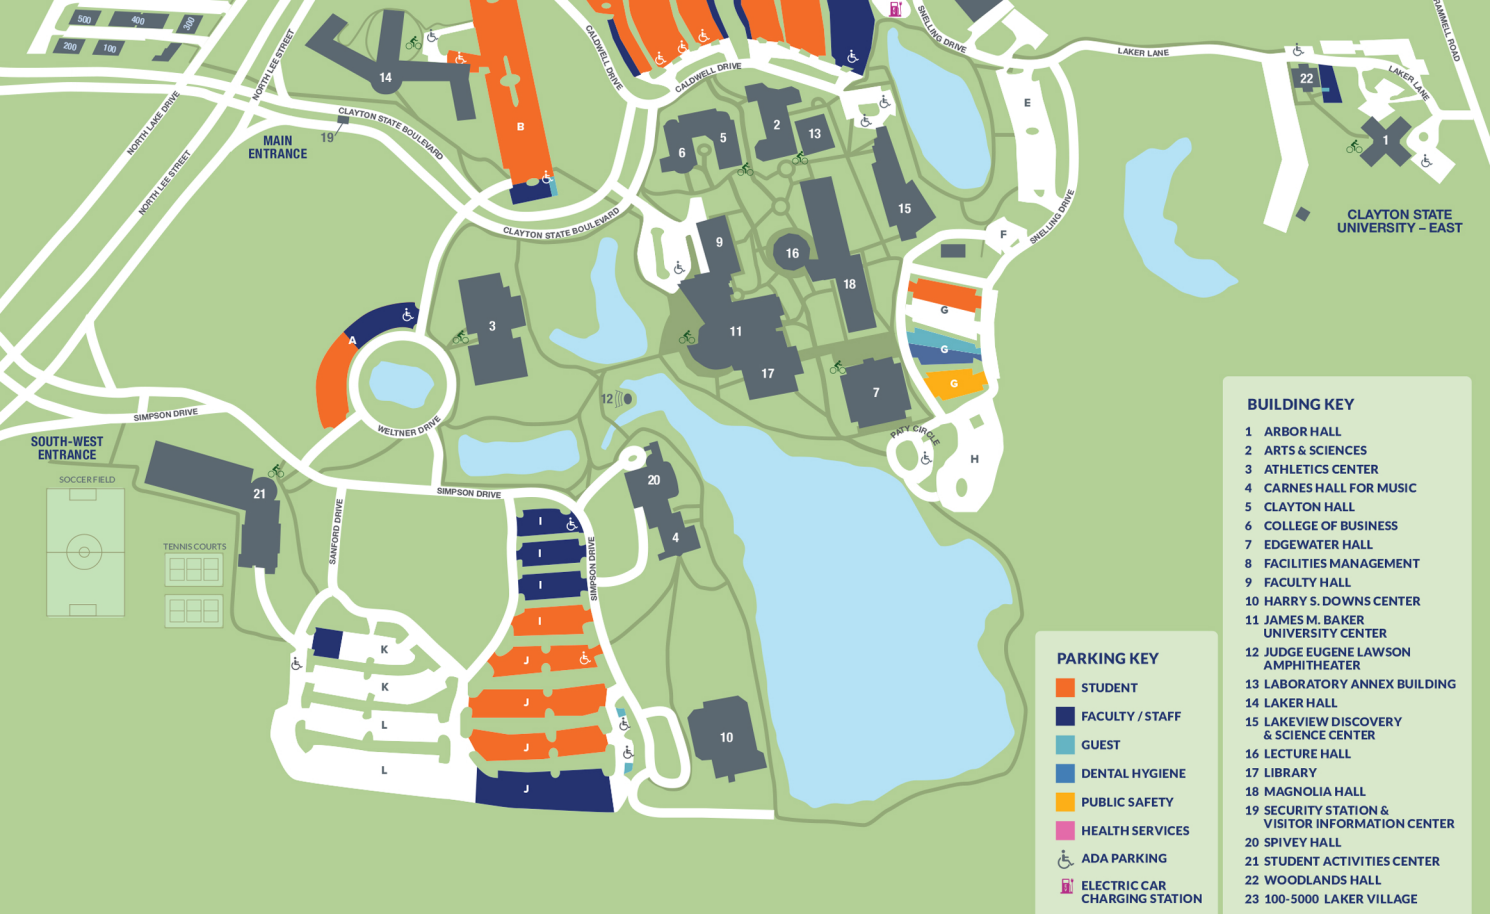 500
400
300
200
100
NORTH LEE STREET
NORTH LAKE DRIVE
NORTH LEE STREET
14
CLAYTON STATE BOULEVARD
19
MAIN
ENTRANCE
B
CALDWELL DRIVE
CALDWELL DRIVE
SNELLING DRIVE
LAKER LANE
LAKER LANE
22
1
CLAYTON STATE
UNIVERSITY – EAST
E
F
SNELLING DRIVE
2
5
6
13
15
9
16
18
11
17
7
CLAYTON STATE BOULEVARD
3
A
WELTNER DRIVE
12
G
G
G
PATY CIRCLE
H
SIMPSON DRIVE
SOUTH-WEST
ENTRANCE
SOCCER FIELD
TENNIS COURTS
21
SANFORD DRIVE
SIMPSON DRIVE
SIMPSON DRIVE
20
4
I
I
I
I
J
J
J
J
K
K
L
L
10
PARKING KEY
STUDENT
FACULTY / STAFF
GUEST
DENTAL HYGIENE
PUBLIC SAFETY
HEALTH SERVICES
ADA PARKING
ELECTRIC CAR
CHARGING STATION
BUILDING KEY
1 ARBOR HALL
2 ARTS & SCIENCES
3 ATHLETICS CENTER
4 CARNES HALL FOR MUSIC
5 CLAYTON HALL
6 COLLEGE OF BUSINESS
7 EDGEWATER HALL
8 FACILITIES MANAGEMENT
9 FACULTY HALL
10 HARRY S. DOWNS CENTER
11 JAMES M. BAKER
UNIVERSITY CENTER
12 JUDGE EUGENE LAWSON
AMPHITHEATER
13 LABORATORY ANNEX BUILDING
14 LAKER HALL
15 LAKEVIEW DISCOVERY
& SCIENCE CENTER
16 LECTURE HALL
17 LIBRARY
18 MAGNOLIA HALL
19 SECURITY STATION &
VISITOR INFORMATION CENTER
20 SPIVEY HALL
21 STUDENT ACTIVITIES CENTER
22 WOODLANDS HALL
23 100-5000 LAKER VILLAGE